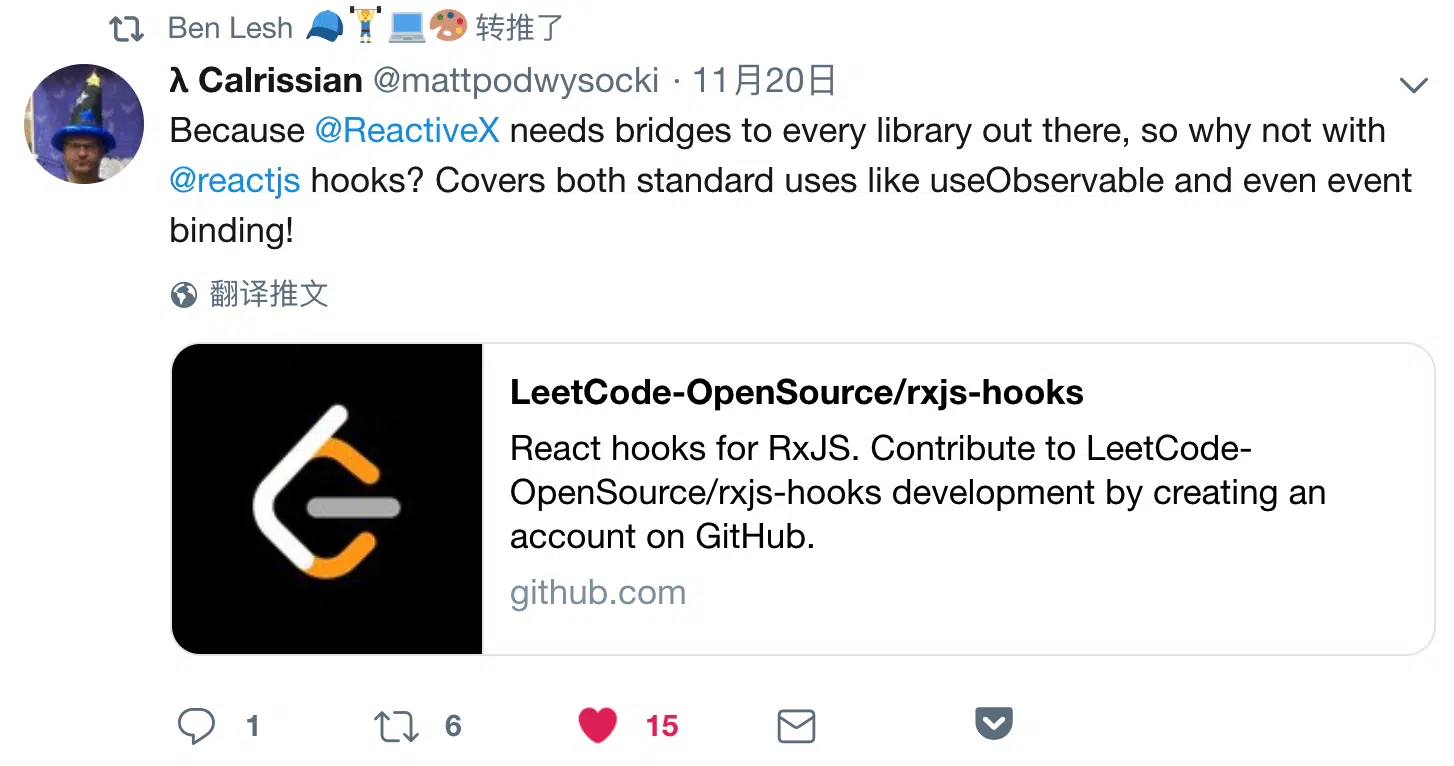 Ben Lesh 🧢🏋️💻🎨 转推了
λ Calrissian @mattpodwysocki · 11月20日
Because @ReactiveX needs bridges to every library out there, so why not with
@reactjs hooks? Covers both standard uses like useObservable and even event
binding!
翻译推文
LeetCode-OpenSource/rxjs-hooks
React hooks for RxJS. Contribute to LeetCode-
OpenSource/rxjs-hooks development by creating an
account on GitHub.
github.com
1 6 15